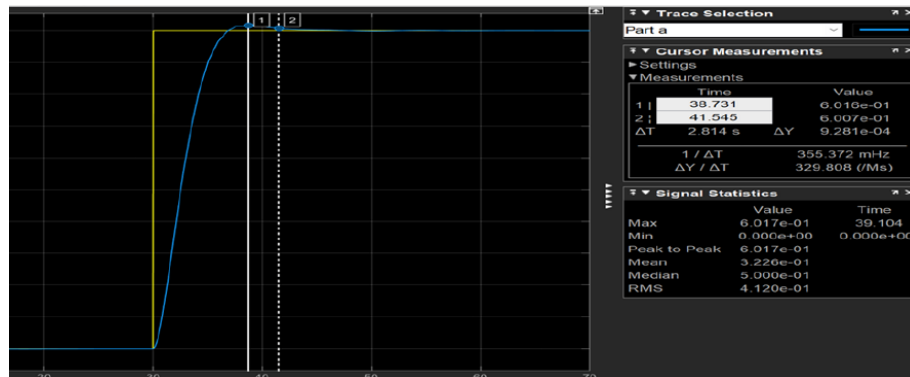 1 2
Trace Selection
Part a
Cursor Measurements
Settings
Measurements
Time Value
1 38.731 6.016e-01
2 41.545 6.007e-01
ΔT 2.814 s ΔY 9.281e-04
1 / ΔT 355.372 mHz
ΔY / ΔT 329.808 (/Ms)
Signal Statistics
Value Time
Max 6.017e-01 39.104
Min 0.000e+00 0.000e+00
Peak to Peak 6.017e-01
Mean 3.226e-01
Median 5.000e-01
RMS 4.120e-01